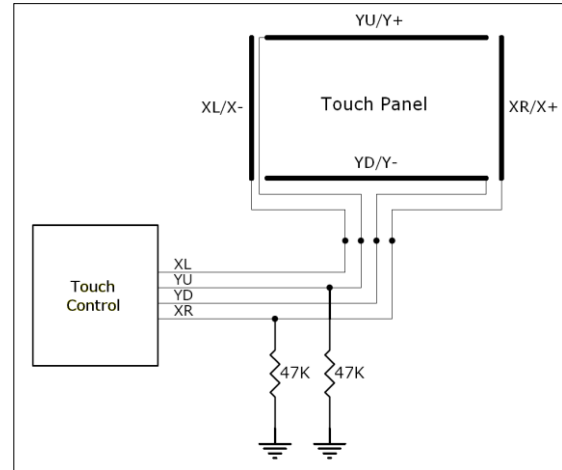 YU/Y+
XL/X-
Touch Panel
XR/X+
YD/Y-
XL
YU
YD
XR
Touch
Control
47K
47K